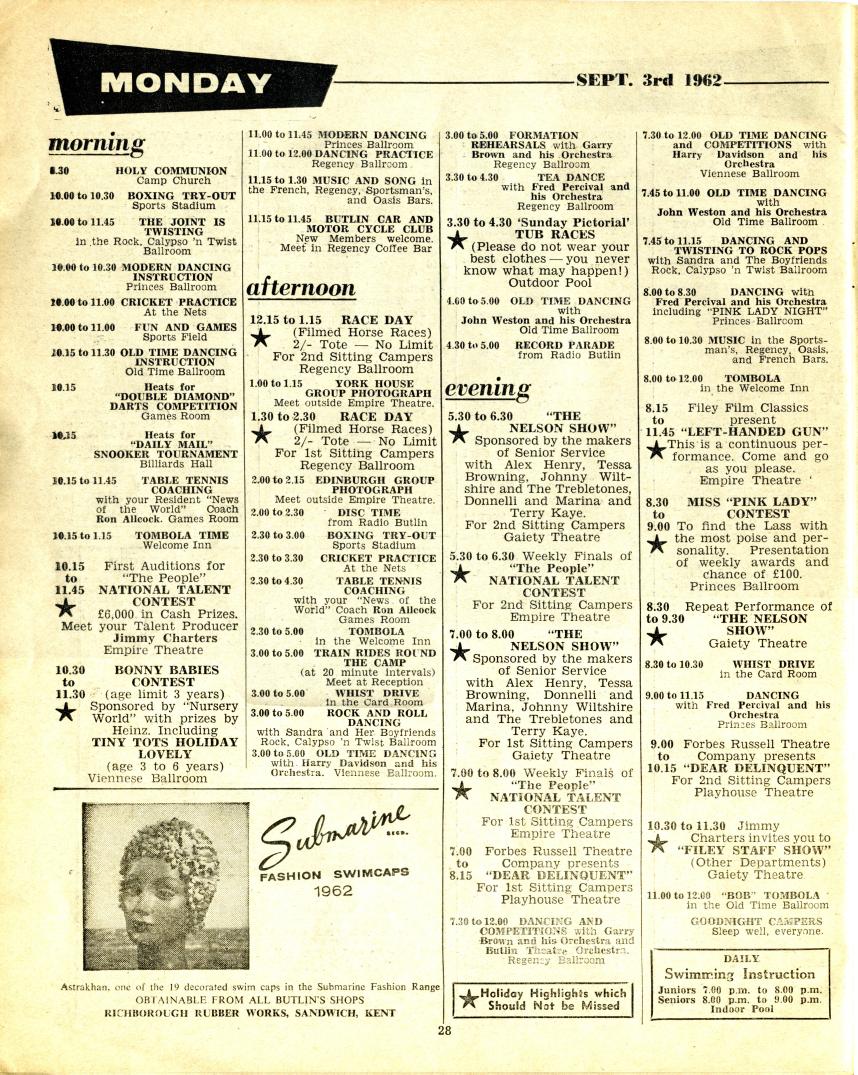 MONDAY
SEPT. 3rd 1962
morning
8.30 HOLY COMMUNION
Camp Church
10.00 to 10.30 BOXING TRY-OUT
Sports Stadium
10.00 to 11.45 THE JOINT IS
TWISTING
in the Rock, Calypso 'n Twist
Ballroom
10.00 to 10.30 MODERN DANCING
INSTRUCTION
Princes Ballroom
10.00 to 11.00 CRICKET PRACTICE
At the Nets
10.00 to 11.00 FUN AND GAMES
Sports Field
10.15 to 11.30 OLD TIME DANCING
INSTRUCTION
Old Time Ballroom
10.15 Heats for
"DOUBLE DIAMOND"
DARTS COMPETITION
Games Room
10.15 Heats for
"DAILY MAIL"
SNOOKER TOURNAMENT
Billiards Hall
10.15 to 11.45 TABLE TENNIS
COACHING
with your Resident "News
of the World" Coach
Ron Allcock. Games Room
10.15 to 1.15 TOMBOLA TIME
Welcome Inn
10.15 First Auditions for
to "The People"
11.45 NATIONAL TALENT
CONTEST
£6,000 in Cash Prizes.
Meet your Talent Producer
Jimmy Charters
Empire Theatre
10.30 BONNY BABIES
to CONTEST
11.30 (age limit 3 years)
Sponsored by "Nursery
World" with prizes by
Heinz. Including
TINY TOTS HOLIDAY
LOVELY
(age 3 to 6 years)
Viennese Ballroom
11.00 to 11.45 MODERN DANCING
Princes Ballroom
11.00 to 12.00 DANCING PRACTICE
Regency Ballroom
11.15 to 1.30 MUSIC AND SONG in
the French, Regency, Sportsman's,
and Oasis Bars.
11.15 to 11.45 BUTLIN CAR AND
MOTOR CYCLE CLUB
New Members welcome.
Meet in Regency Coffee Bar
afternoon
12.15 to 1.15 RACE DAY
(Filmed Horse Races)
2/- Tote — No Limit
For 2nd Sitting Campers
Regency Ballroom
1.00 to 1.15 YORK HOUSE
GROUP PHOTOGRAPH
Meet outside Empire Theatre.
1.30 to 2.30 RACE DAY
(Filmed Horse Races)
2/- Tote — No Limit
For 1st Sitting Campers
Regency Ballroom
2.00 to 2.15 EDINBURGH GROUP
PHOTOGRAPH
Meet outside Empire Theatre.
2.00 to 2.30 DISC TIME
from Radio Butlin
2.30 to 3.00 BOXING TRY-OUT
Sports Stadium
2.30 to 3.30 CRICKET PRACTICE
At the Nets
2.30 to 4.30 TABLE TENNIS
COACHING
with your "News of the
World" Coach Ron Allcock
Games Room
2.30 to 5.00 TOMBOLA
in the Welcome Inn
3.00 to 5.00 TRAIN RIDES ROUND
THE CAMP
(at 20 minute intervals)
Meet at Reception
3.00 to 5.00 WHIST DRIVE
in the Card Room
3.00 to 5.00 ROCK AND ROLL
DANCING
with Sandra and Her Boyfriends
Rock, Calypso 'n Twist Ballroom
3.00 to 5.00 OLD TIME DANCING
with Harry Davidson and his
Orchestra. Viennese Ballroom.
3.00 to 5.00 FORMATION
REHEARSALS with Garry
Brown and his Orchestra
Regency Ballroom
3.30 to 4.30 TEA DANCE
with Fred Percival and
his Orchestra
Regency Ballroom
3.30 to 4.30 'Sunday Pictorial'
TUB RACES
(Please do not wear your
best clothes — you never
know what may happen!)
Outdoor Pool
4.00 to 5.00 OLD TIME DANCING
with
John Weston and his Orchestra
Old Time Ballroom
4.30 to 5.00 RECORD PARADE
from Radio Butlin
evening
5.30 to 6.30 "THE
NELSON SHOW"
Sponsored by the makers
of Senior Service
with Alex Henry, Tessa
Browning, Johnny Wilt-
shire and The Trebletones,
Donnelli and Marina and
Terry Kaye.
For 2nd Sitting Campers
Gaiety Theatre
5.30 to 6.30 Weekly Finals of
"The People"
NATIONAL TALENT
CONTEST
For 2nd Sitting Campers
Empire Theatre
7.00 to 8.00 "THE
NELSON SHOW"
Sponsored by the makers
of Senior Service
with Alex Henry, Tessa
Browning, Donnelli and
Marina, Johnny Wiltshire
and The Trebletones and
Terry Kaye.
For 1st Sitting Campers
Gaiety Theatre
7.00 to 8.00 Weekly Finals of
"The People"
NATIONAL TALENT
CONTEST
For 1st Sitting Campers
Empire Theatre
7.00 Forbes Russell Theatre
to Company presents
8.15 "DEAR DELINQUENT"
For 1st Sitting Campers
Playhouse Theatre
7.30 to 12.00 DANCING AND
COMPETITIONS with Garry
Brown and his Orchestra and
Butlin Theatre Orchestra
Regency Ballroom
Holiday Highlights which
Should Not be Missed
7.30 to 12.00 OLD TIME DANCING
and COMPETITIONS with
Harry Davidson and his
Orchestra
Viennese Ballroom
7.45 to 11.00 OLD TIME DANCING
with
John Weston and his Orchestra
Old Time Ballroom
7.45 to 11.15 DANCING AND
TWISTING TO ROCK POPS
with Sandra and The Boyfriends
Rock, Calypso 'n Twist Ballroom
8.00 to 8.30 DANCING with
Fred Percival and his Orchestra
including "PINK LADY NIGHT"
Princes Ballroom
8.00 to 10.30 MUSIC in the Sports-
man's, Regency, Oasis,
and French Bars.
8.00 to 12.00 TOMBOLA
in the Welcome Inn
8.15 Filey Film Classics
to present
11.45 "LEFT-HANDED GUN"
This is a continuous per-
formance. Come and go
as you please.
Empire Theatre
8.30 MISS "PINK LADY"
to CONTEST
9.00 To find the Lass with
the most poise and per-
sonality. Presentation
of weekly awards and
chance of £100.
Princes Ballroom
8.30 Repeat Performance of
to 9.30 "THE NELSON
SHOW"
Gaiety Theatre
8.30 to 10.30 WHIST DRIVE
in the Card Room
9.00 to 11.15 DANCING
with Fred Percival and his
Orchestra
Princes Ballroom
9.00 Forbes Russell Theatre
to Company presents
10.15 "DEAR DELINQUENT"
For 2nd Sitting Campers
Playhouse Theatre
10.30 to 11.30 Jimmy
Charters invites you to
"FILEY STAFF SHOW"
(Other Departments)
Gaiety Theatre
11.00 to 12.00 "BOB" TOMBOLA
in the Old Time Ballroom
GOODNIGHT CAMPERS
Sleep well, everyone.
DAILY
Swimming Instruction
Juniors 7.00 p.m. to 8.00 p.m.
Seniors 8.00 p.m. to 9.00 p.m.
Indoor Pool
Submarine
REGD.
FASHION SWIMCAPS
1962
Astrakhan, one of the 19 decorated swim caps in the Submarine Fashion Range
OBTAINABLE FROM ALL BUTLIN'S SHOPS
RICHBOROUGH RUBBER WORKS, SANDWICH, KENT
28